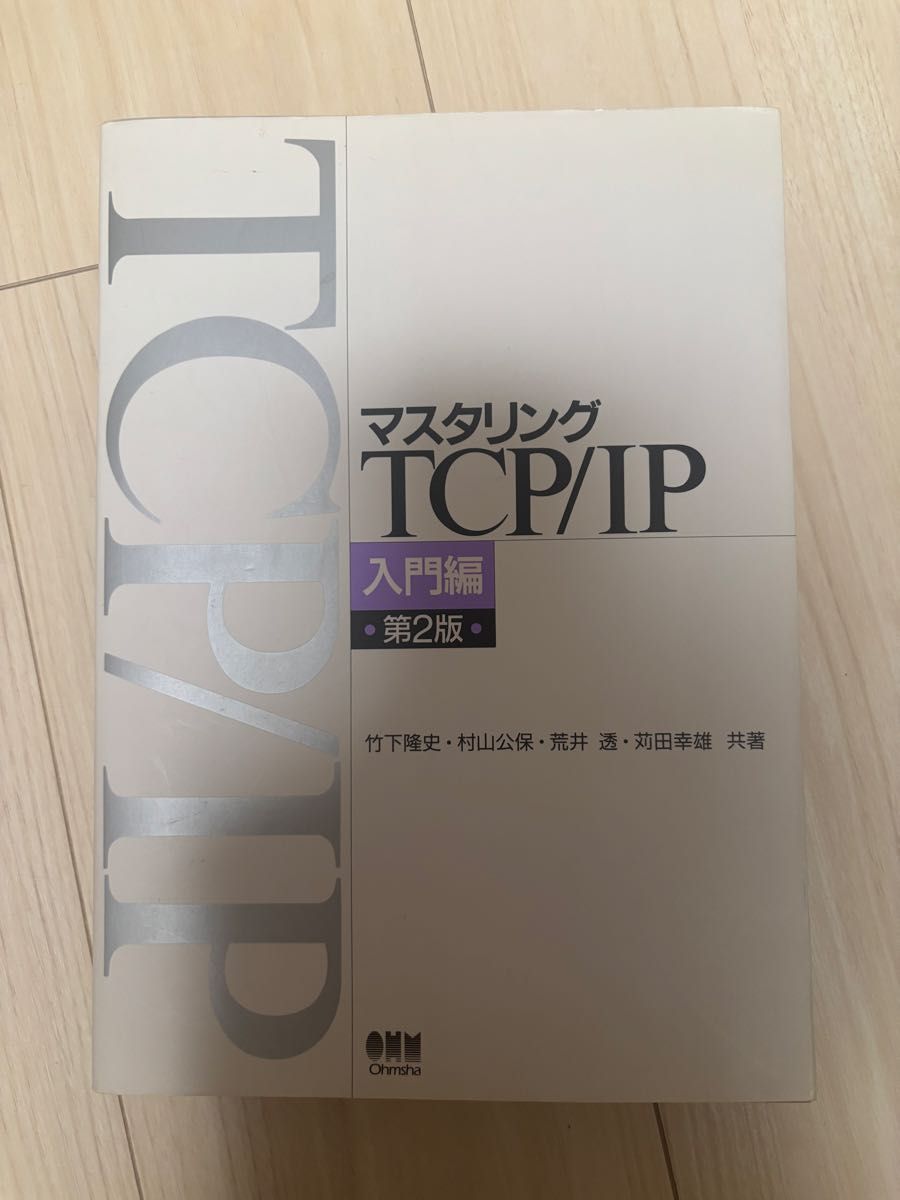 TCP/IP
マスタリング
TCP/IP
入門編
・第2版・
竹下隆史・村山公保・荒井 透・苅田幸雄 共著
OHM
Ohmsha